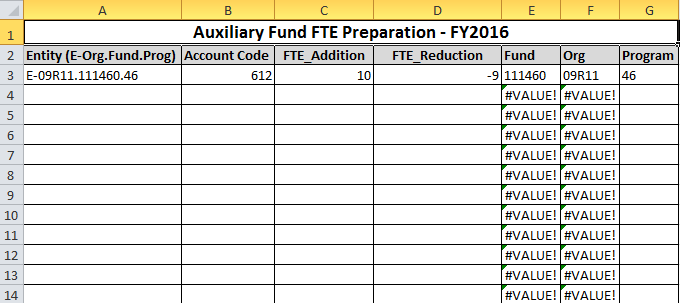 A B C D E F G
1 Auxiliary Fund FTE Preparation - FY2016
2 Entity (E-Org.Fund.Prog) Account Code FTE_Addition FTE_Reduction Fund Org Program
3 E-09R11.111460.46 612 10 -9 111460 09R11 46
4 #VALUE! #VALUE!
5 #VALUE! #VALUE!
6 #VALUE! #VALUE!
7 #VALUE! #VALUE!
8 #VALUE! #VALUE!
9 #VALUE! #VALUE!
10 #VALUE! #VALUE!
11 #VALUE! #VALUE!
12 #VALUE! #VALUE!
13 #VALUE! #VALUE!
14 #VALUE! #VALUE!